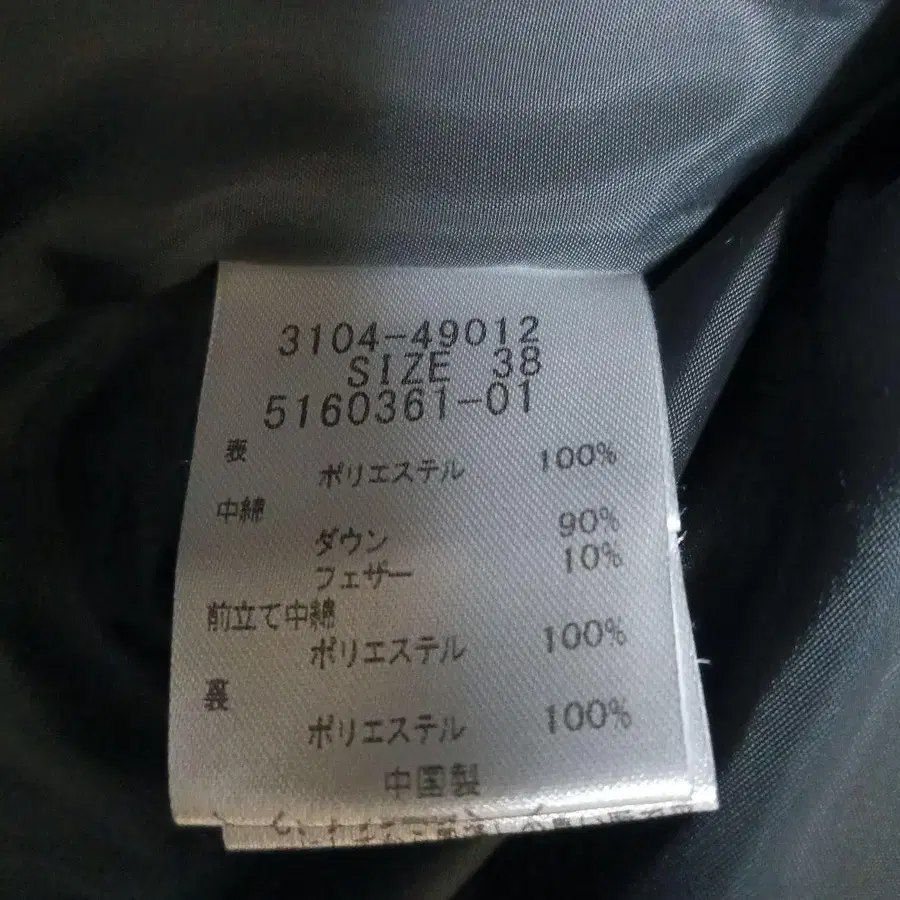 3104-49012
SIZE 38
5160361-01
表
ポリエステル 100%
中綿
ダウン 90%
フェザー 10%
前立て中綿
ポリエステル 100%
裏
ポリエステル 100%
中国製